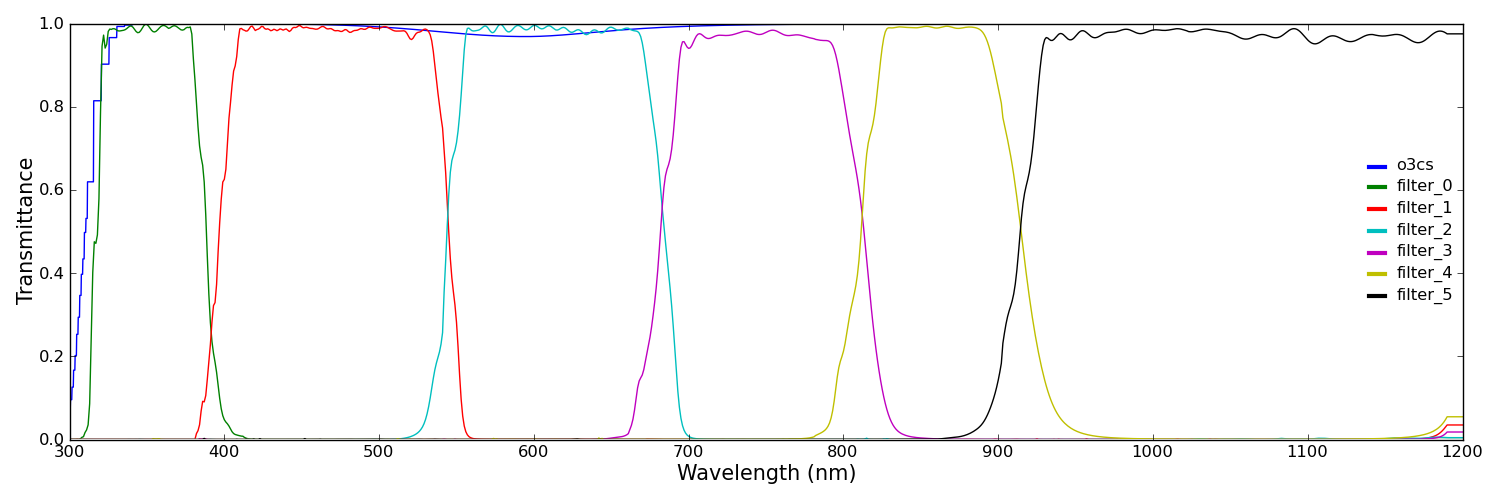 1.0
0.8
0.6
0.4
0.2
0.0
Transmittance
o3cs
filter_0
filter_1
filter_2
filter_3
filter_4
filter_5
300 400 500 600 700 800 900 1000 1100 1200
Wavelength (nm)